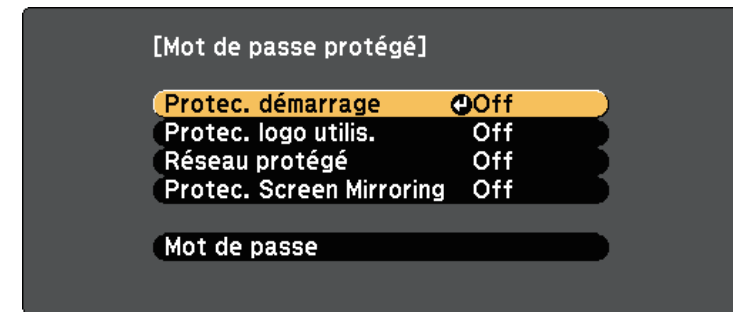 [Mot de passe protégé]
Protec. démarrage Off
Protec. logo utilis. Off
Réseau protégé Off
Protec. Screen Mirroring Off
Mot de passe